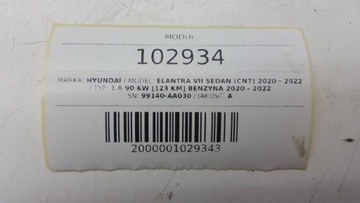 MODUŁ
102934
MARKA: HYUNDAI / MODEL: ELANTRA VII SEDAN (CN7) 2020 - 2022
/ TYP: 1.6 90 KW [123 KM] BENZYNA 2020 - 2022
SN: 99140-AA030 / JAKOŚĆ: A
2000001029343